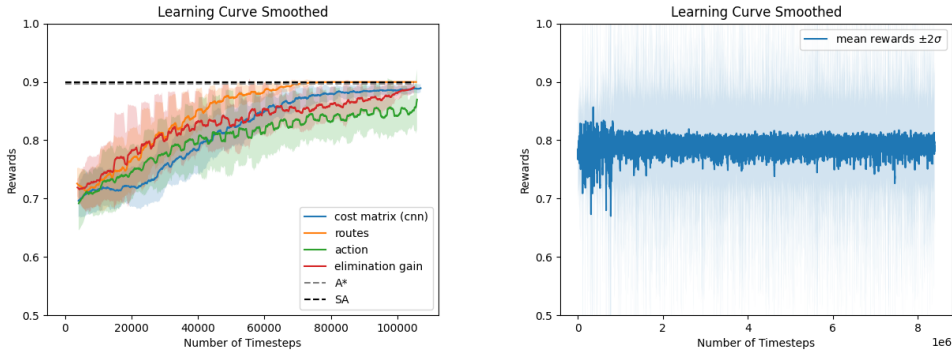 Learning Curve Smoothed
1.0
0.9
0.8
0.7
0.6
0.5
Rewards
cost matrix (cnn)
routes
action
elimination gain
A*
SA
0 20000 40000 60000 80000 100000
Number of Timesteps
Learning Curve Smoothed
1.0
0.9
0.8
0.7
0.6
0.5
Rewards
mean rewards ±2σ
0 2 4 6 8
1e6
Number of Timesteps